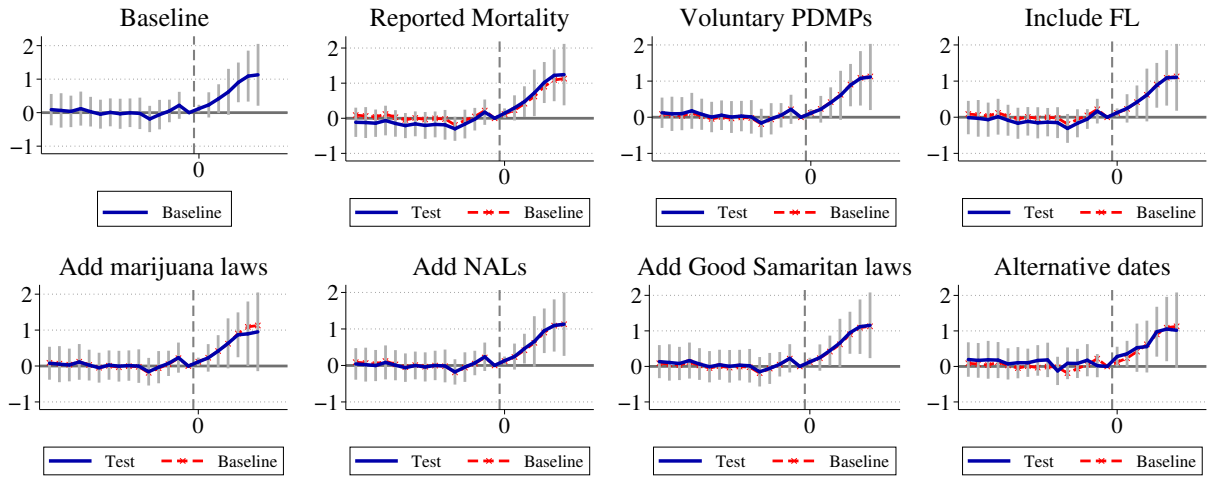 Baseline
2
1
0
−1
0
Baseline
Reported Mortality
2
1
0
−1
0
Test Baseline
Voluntary PDMPs
2
1
0
−1
0
Test Baseline
Include FL
2
1
0
−1
0
Test Baseline
Add marijuana laws
2
1
0
−1
0
Test Baseline
Add NALs
2
1
0
−1
0
Test Baseline
Add Good Samaritan laws
2
1
0
−1
0
Test Baseline
Alternative dates
2
1
0
−1
0
Test Baseline